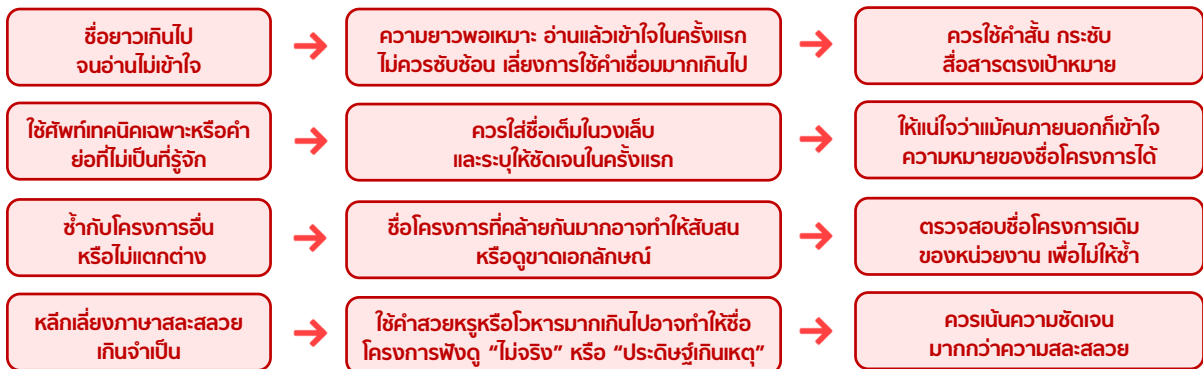 ชื่อยาวเกินไป
จนอ่านไม่เข้าใจ
ความยาวพอเหมาะ อ่านแล้วเข้าใจในครั้งแรก
ไม่ควรซับซ้อน เลี่ยงการใช้คำเชื่อมมากเกินไป
ควรใช้คำสั้น กระชับ
สื่อสารตรงเป้าหมาย
ใช้ศัพท์เทคนิคเฉพาะหรือคำ
ย่อที่ไม่เป็นที่รู้จัก
ควรใส่ชื่อเต็มในวงเล็บ
และระบุให้ชัดเจนในครั้งแรก
ให้แน่ใจว่าแม้คนภายนอกก็เข้าใจ
ความหมายของชื่อโครงการได้
ซ้ำกับโครงการอื่น
หรือไม่แตกต่าง
ชื่อโครงการที่คล้ายกันมากอาจทำให้สับสน
หรือดูขาดเอกลักษณ์
ตรวจสอบชื่อโครงการเดิม
ของหน่วยงาน เพื่อไม่ให้ซ้ำ
หลีกเลี่ยงภาษาสละสลวย
เกินจำเป็น
ใช้คำสวยหรูหรือโวหารมากเกินไปอาจทำให้ชื่อ
โครงการฟังดู “ไม่จริง” หรือ “ประดิษฐ์เกินเหตุ”
ควรเน้นความชัดเจน
มากกว่าความสละสลวย